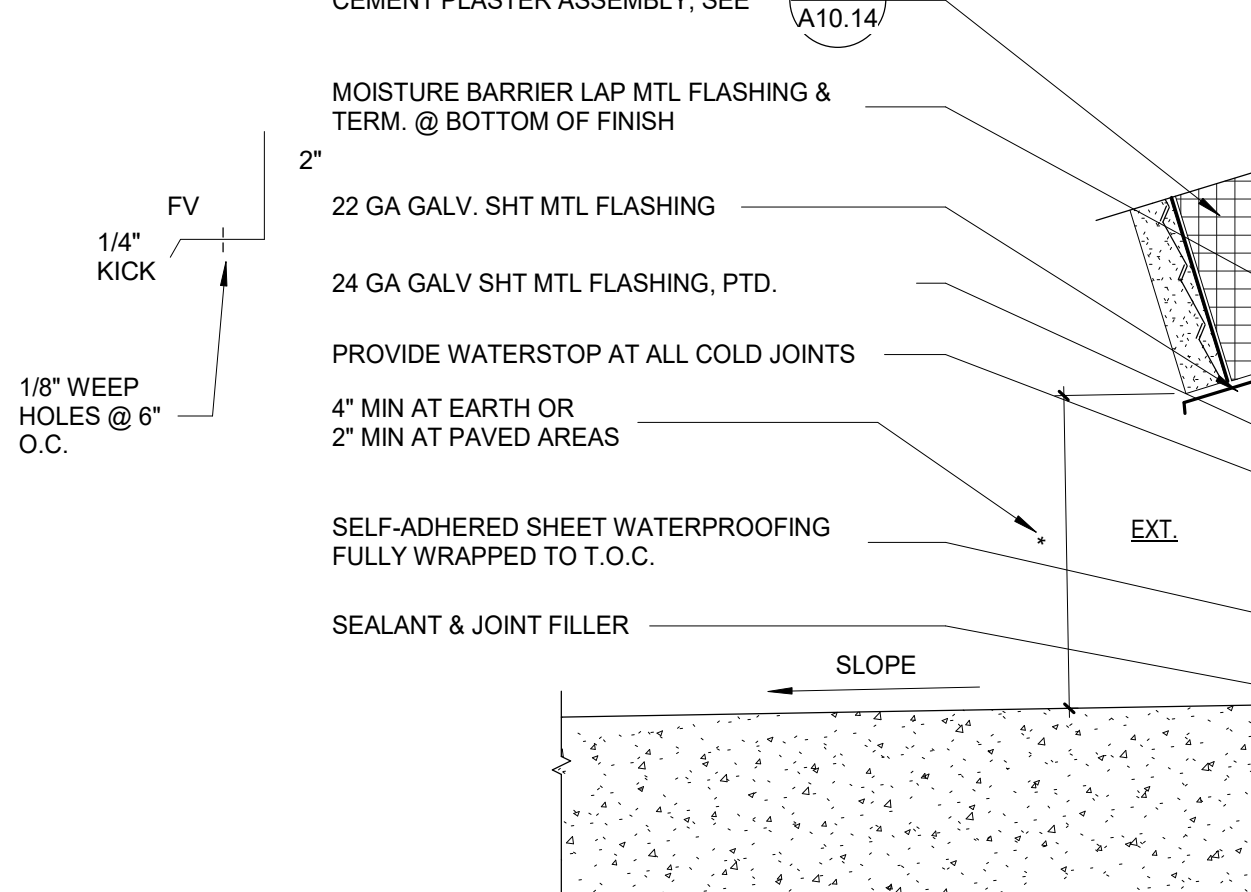 CEMENT PLASTER ASSEMBLY, SEE
A10.14
MOISTURE BARRIER LAP MTL FLASHING &
TERM. @ BOTTOM OF FINISH
2"
FV
1/4"
KICK
22 GA GALV. SHT MTL FLASHING
24 GA GALV SHT MTL FLASHING, PTD.
PROVIDE WATERSTOP AT ALL COLD JOINTS
1/8" WEEP
HOLES @ 6"
O.C.
4" MIN AT EARTH OR
2" MIN AT PAVED AREAS
SELF-ADHERED SHEET WATERPROOFING
FULLY WRAPPED TO T.O.C.
*
EXT.
SEALANT & JOINT FILLER
SLOPE